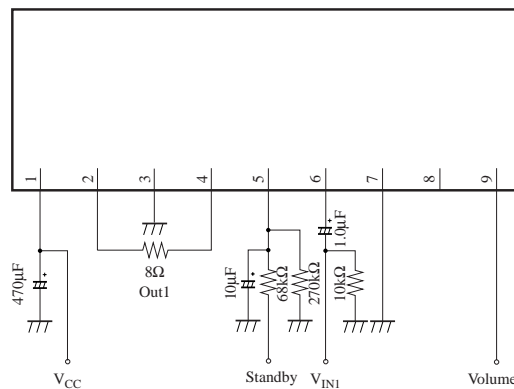 1 2 3 4 5 6 7 8 9
470μF
8Ω
Out1
10μF
68kΩ
270kΩ
1.0μF
10kΩ
+
+
+
VCC
Standby
VIN1
Volume